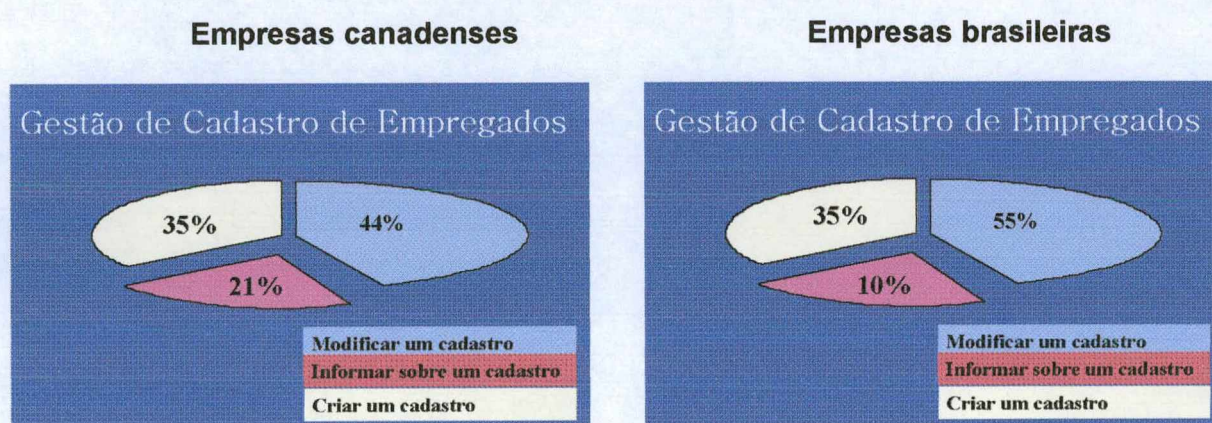 Empresas canadenses
Gestão de Cadastro de Empregados
35%
44%
21%
Modificar um cadastro
Informar sobre um cadastro
Criar um cadastro
Empresas brasileiras
Gestão de Cadastro de Empregados
35%
55%
10%
Modificar um cadastro
Informar sobre um cadastro
Criar um cadastro